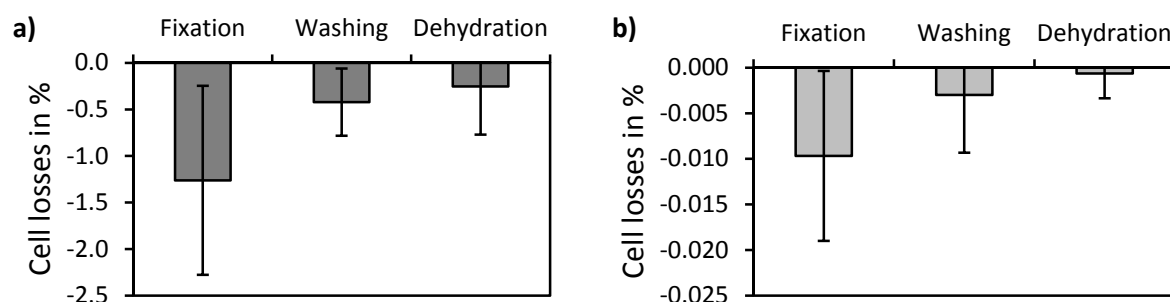 a)
Fixation Washing Dehydration
Cell losses in %
0.0
-0.5
-1.0
-1.5
-2.0
-2.5
b)
Fixation Washing Dehydration
Cell losses in %
0.000
-0.005
-0.010
-0.015
-0.020
-0.025